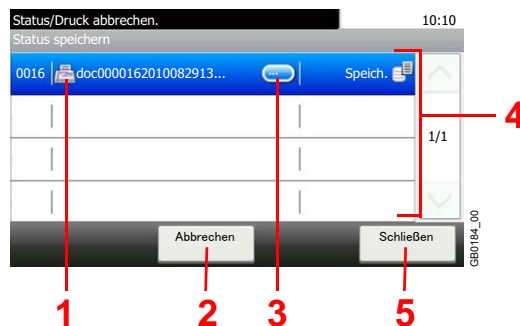 Status/Druck abbrechen. 10:10
Status speichern
0016 doc0000162010082913... Speich.
4
1/1
Abbrechen Schließen
GB0184_00
1 2 3 5